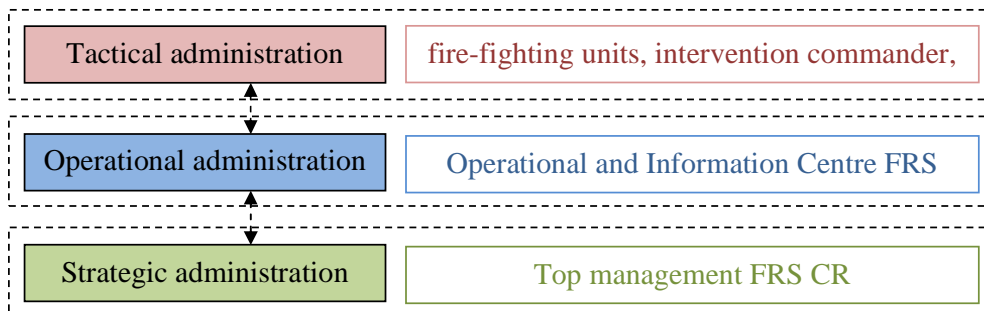 Tactical administration
fire-fighting units, intervention commander,
Operational administration
Operational and Information Centre FRS
Strategic administration
Top management FRS CR